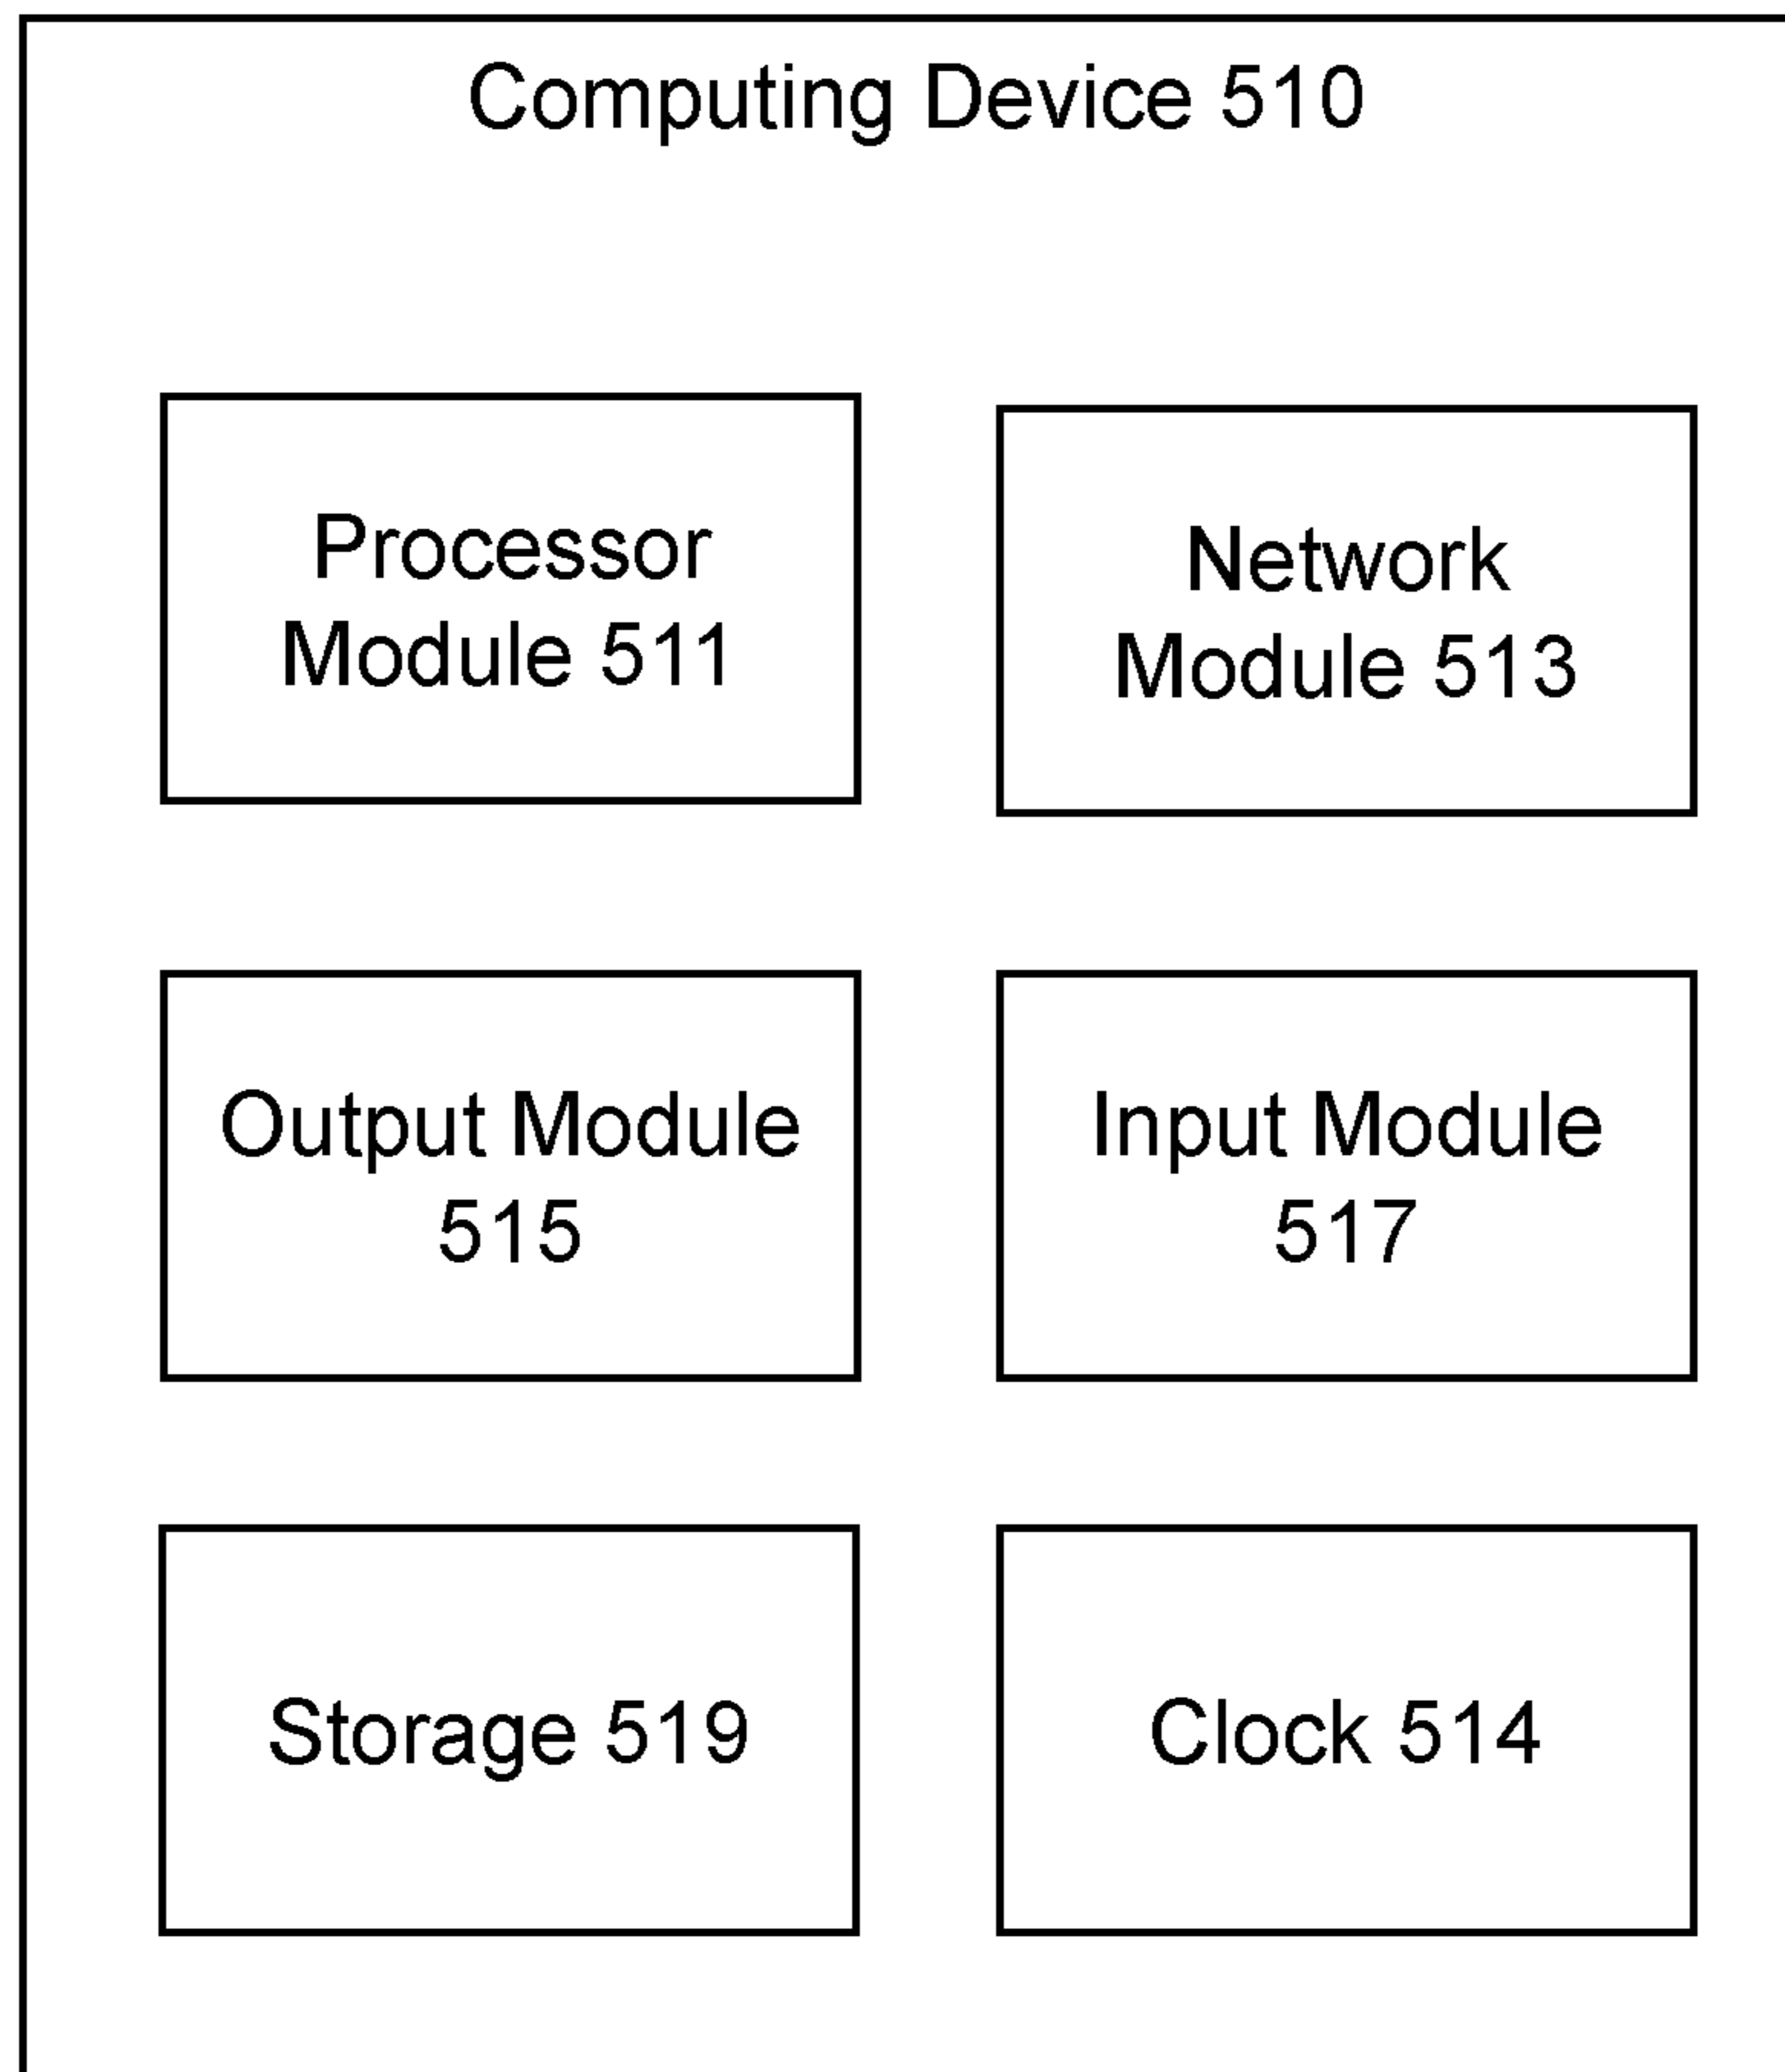 Computing Device 510
Processor
Module 511
Network
Module 513
Output Module
515
Input Module
517
Storage 519
Clock 514